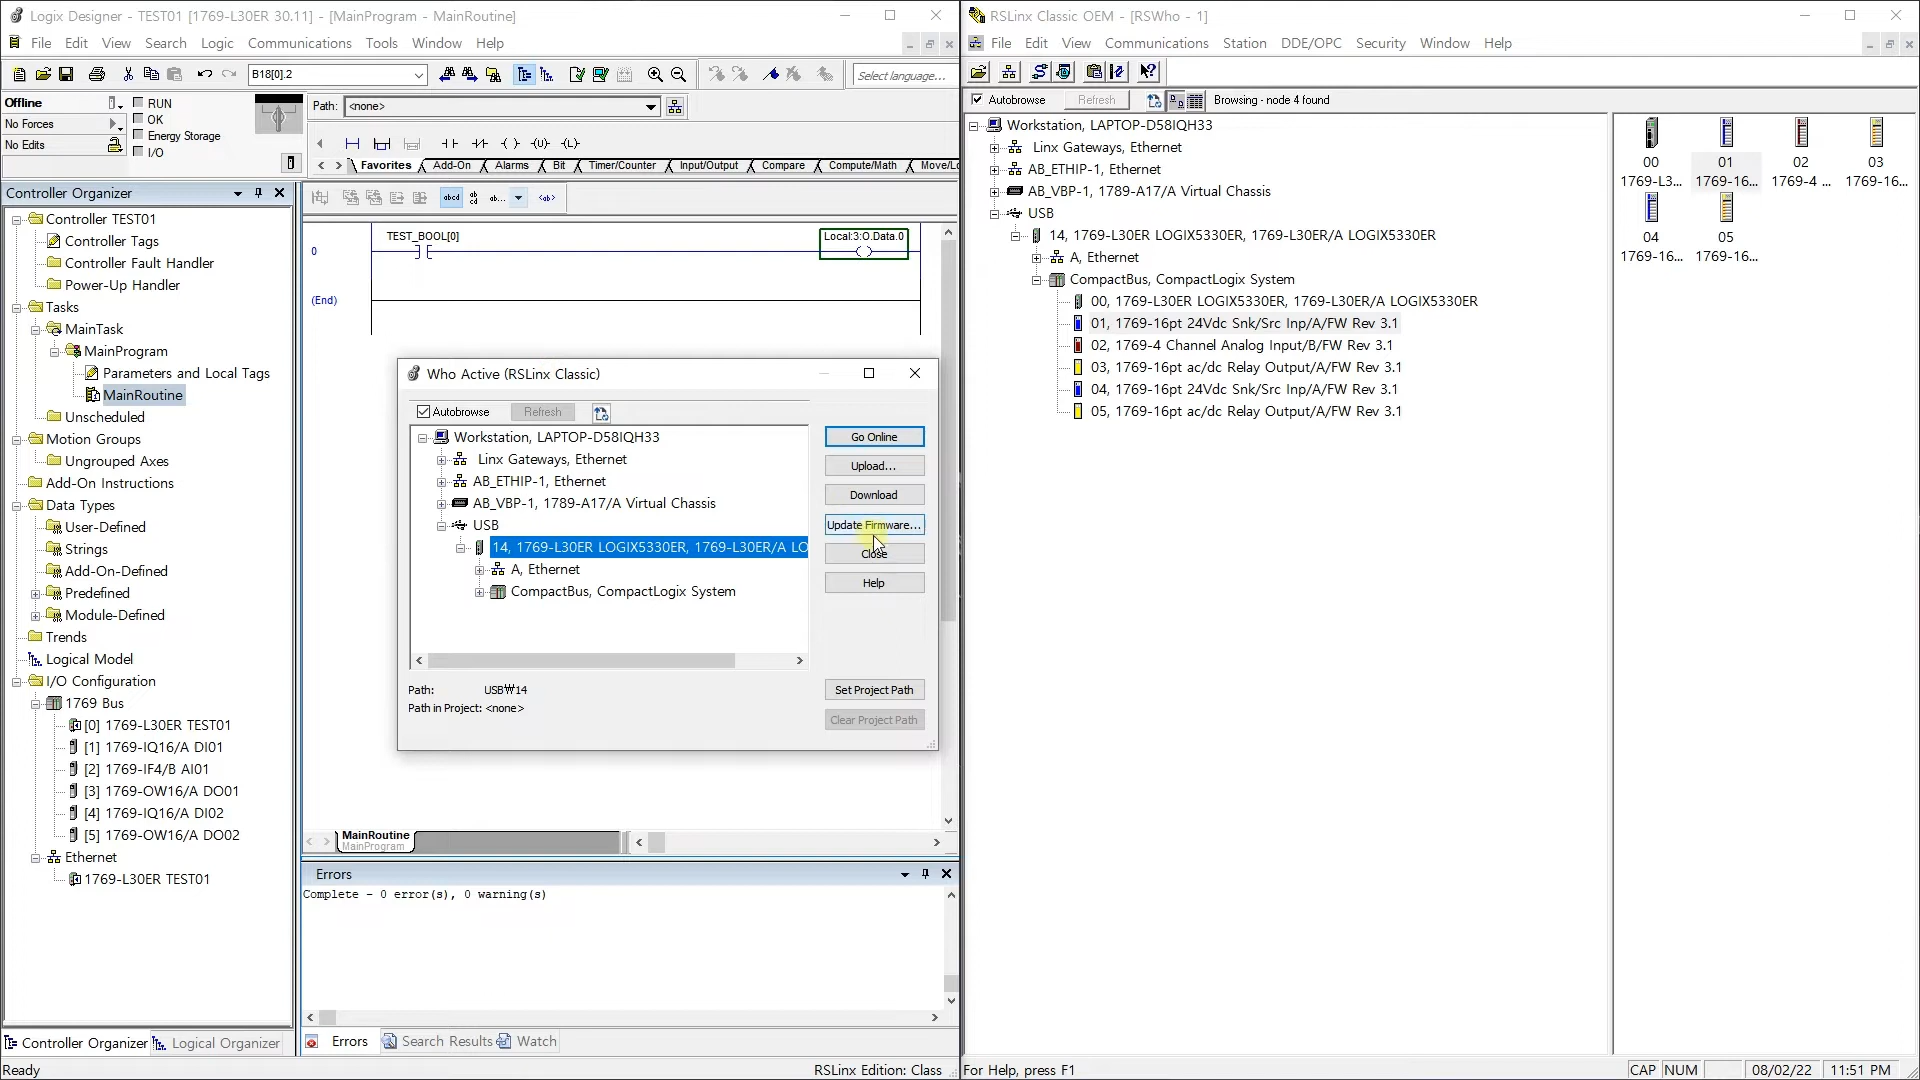 Logix Designer - TEST01 [1769-L30ER 30.11] - [MainProgram - MainRoutine]
File Edit View Search Logic Communications Tools Window Help
B18[0].2
Select language...
Offline
No Forces
No Edits
RUN
OK
Energy Storage
I/O
Path: <none>
Favorites Add-On Alarms Bit Timer/Counter Input/Output Compare Compute/Math Move/Lo
Controller Organizer
Controller TEST01
Controller Tags
Controller Fault Handler
Power-Up Handler
Tasks
MainTask
MainProgram
Parameters and Local Tags
MainRoutine
Unscheduled
Motion Groups
Ungrouped Axes
Add-On Instructions
Data Types
User-Defined
Strings
Add-On-Defined
Predefined
Module-Defined
Trends
Logical Model
I/O Configuration
1769 Bus
[0] 1769-L30ER TEST01
[1] 1769-IQ16/A DI01
[2] 1769-IF4/B AI01
[3] 1769-OW16/A DO01
[4] 1769-IQ16/A DI02
[5] 1769-OW16/A DO02
Ethernet
1769-L30ER TEST01
Controller Organizer Logical Organizer
Ready
abcd ab... <ab>
TEST_BOOL[0]
Local:3:O.Data.0
0
(End)
Who Active (RSLinx Classic)
Autobrowse Refresh
Workstation, LAPTOP-D58IQH33
Linx Gateways, Ethernet
AB_ETHIP-1, Ethernet
AB_VBP-1, 1789-A17/A Virtual Chassis
USB
14, 1769-L30ER LOGIX5330ER, 1769-L30ER/A LO
A, Ethernet
CompactBus, CompactLogix System
Go Online
Upload...
Download
Update Firmware...
Close
Help
Path: USB₩14
Path in Project: <none>
Set Project Path
Clear Project Path
MainRoutine
MainProgram
Errors
Complete - 0 error(s), 0 warning(s)
Errors Search Results Watch
RSLinx Edition: Classic
RSLinx Classic OEM - [RSWho - 1]
File Edit View Communications Station DDE/OPC Security Window Help
Autobrowse Refresh Browsing - node 4 found
Workstation, LAPTOP-D58IQH33
Linx Gateways, Ethernet
AB_ETHIP-1, Ethernet
AB_VBP-1, 1789-A17/A Virtual Chassis
USB
14, 1769-L30ER LOGIX5330ER, 1769-L30ER/A LOGIX5330ER
A, Ethernet
CompactBus, CompactLogix System
00, 1769-L30ER LOGIX5330ER, 1769-L30ER/A LOGIX5330ER
01, 1769-16pt 24Vdc Snk/Src Inp/A/FW Rev 3.1
02, 1769-4 Channel Analog Input/B/FW Rev 3.1
03, 1769-16pt ac/dc Relay Output/A/FW Rev 3.1
04, 1769-16pt 24Vdc Snk/Src Inp/A/FW Rev 3.1
05, 1769-16pt ac/dc Relay Output/A/FW Rev 3.1
00 01 02 03
1769-L3... 1769-16... 1769-4 ... 1769-16...
04 05
1769-16... 1769-16...
For Help, press F1
CAP NUM 08/02/22 11:51 PM